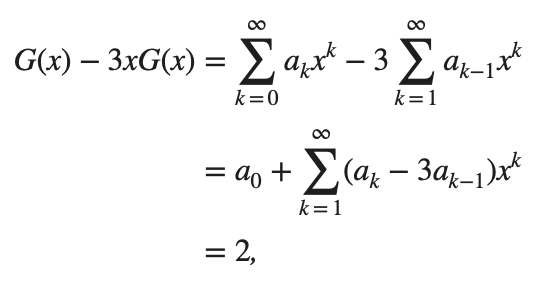 G(x) − 3xG(x) = ∑_{k=0}^{∞} a_k x^k − 3 ∑_{k=1}^{∞} a_{k−1} x^k
= a_0 + ∑_{k=1}^{∞} (a_k − 3a_{k−1}) x^k
= 2,